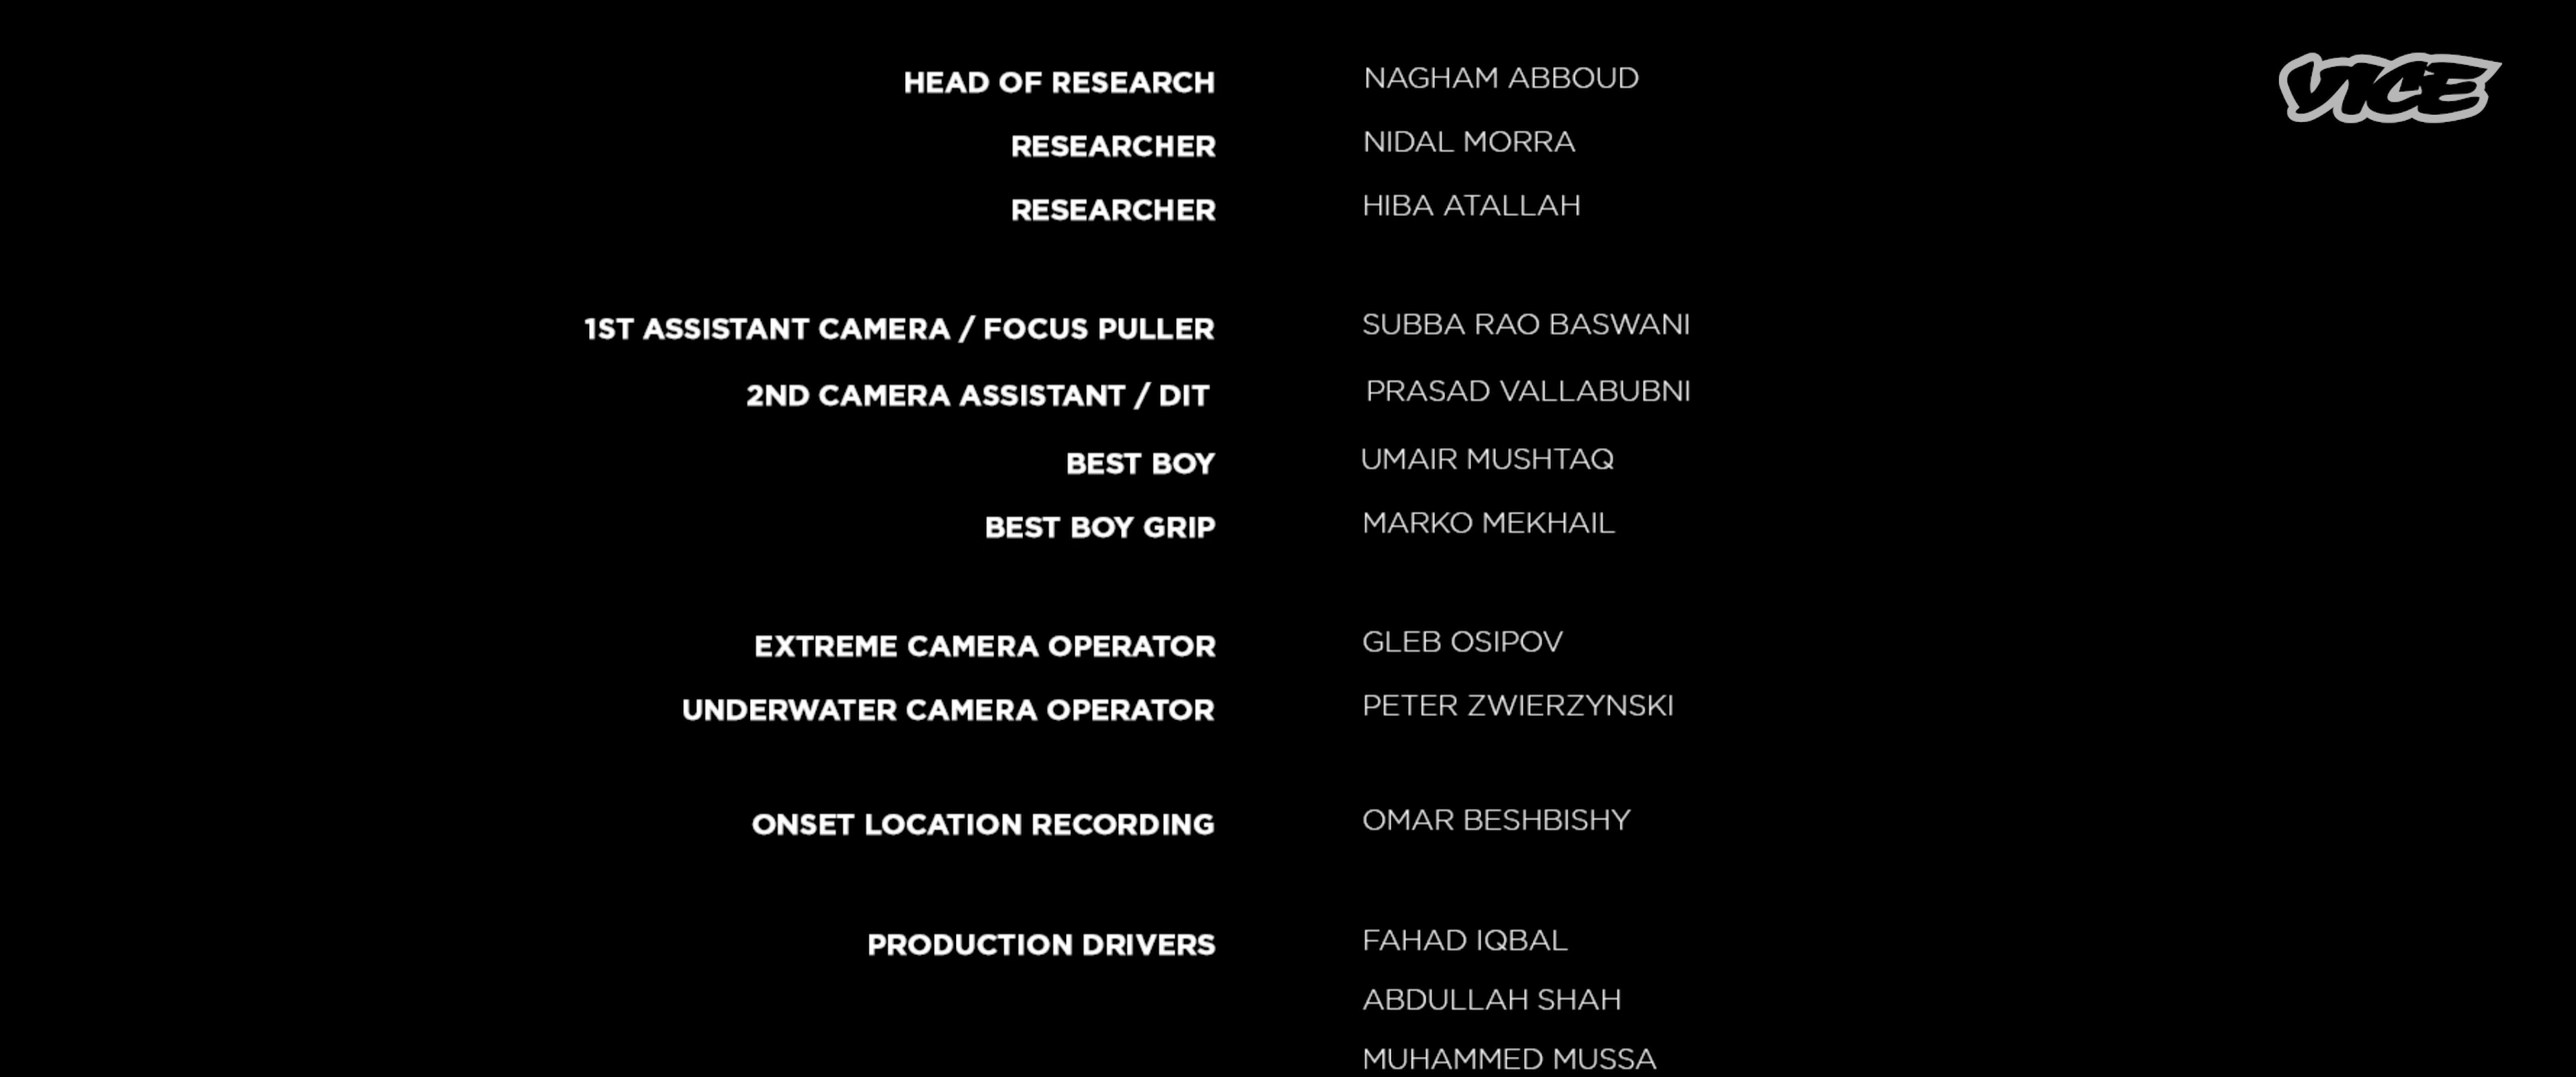 VICE
HEAD OF RESEARCH NAGHAM ABBOUD
RESEARCHER NIDAL MORRA
RESEARCHER HIBA ATALLAH
1ST ASSISTANT CAMERA / FOCUS PULLER SUBBA RAO BASWANI
2ND CAMERA ASSISTANT / DIT PRASAD VALLABUBNI
BEST BOY UMAIR MUSHTAQ
BEST BOY GRIP MARKO MEKHAIL
EXTREME CAMERA OPERATOR GLEB OSIPOV
UNDERWATER CAMERA OPERATOR PETER ZWIERZYNSKI
ONSET LOCATION RECORDING OMAR BESHBISHY
PRODUCTION DRIVERS FAHAD IQBAL
ABDULLAH SHAH
MUHAMMED MUSSA